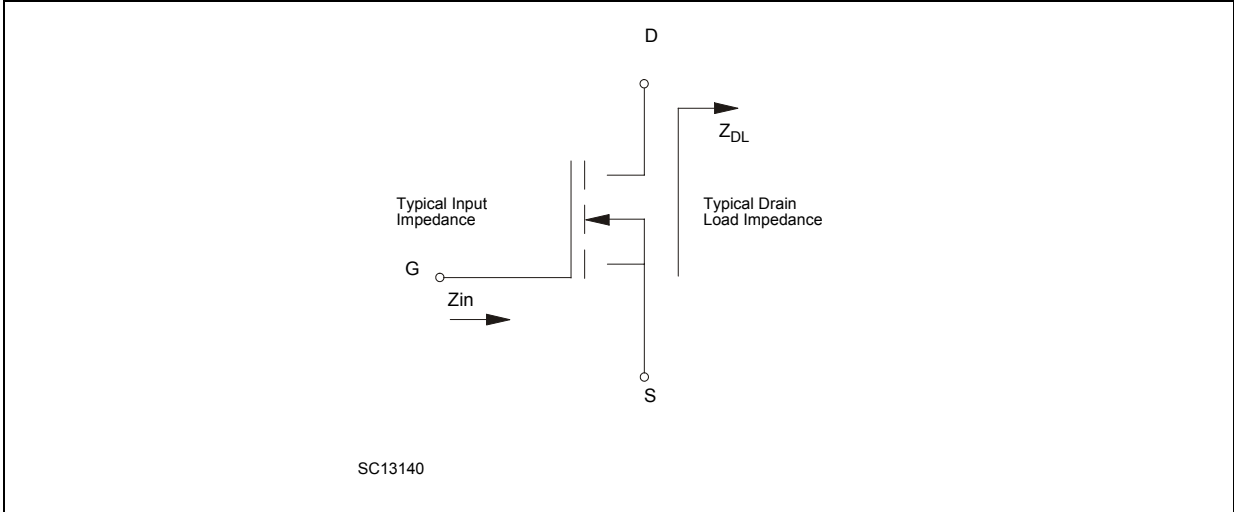 D
Z_DL
Typical Input
Impedance
Typical Drain
Load Impedance
G
Zin
S
SC13140